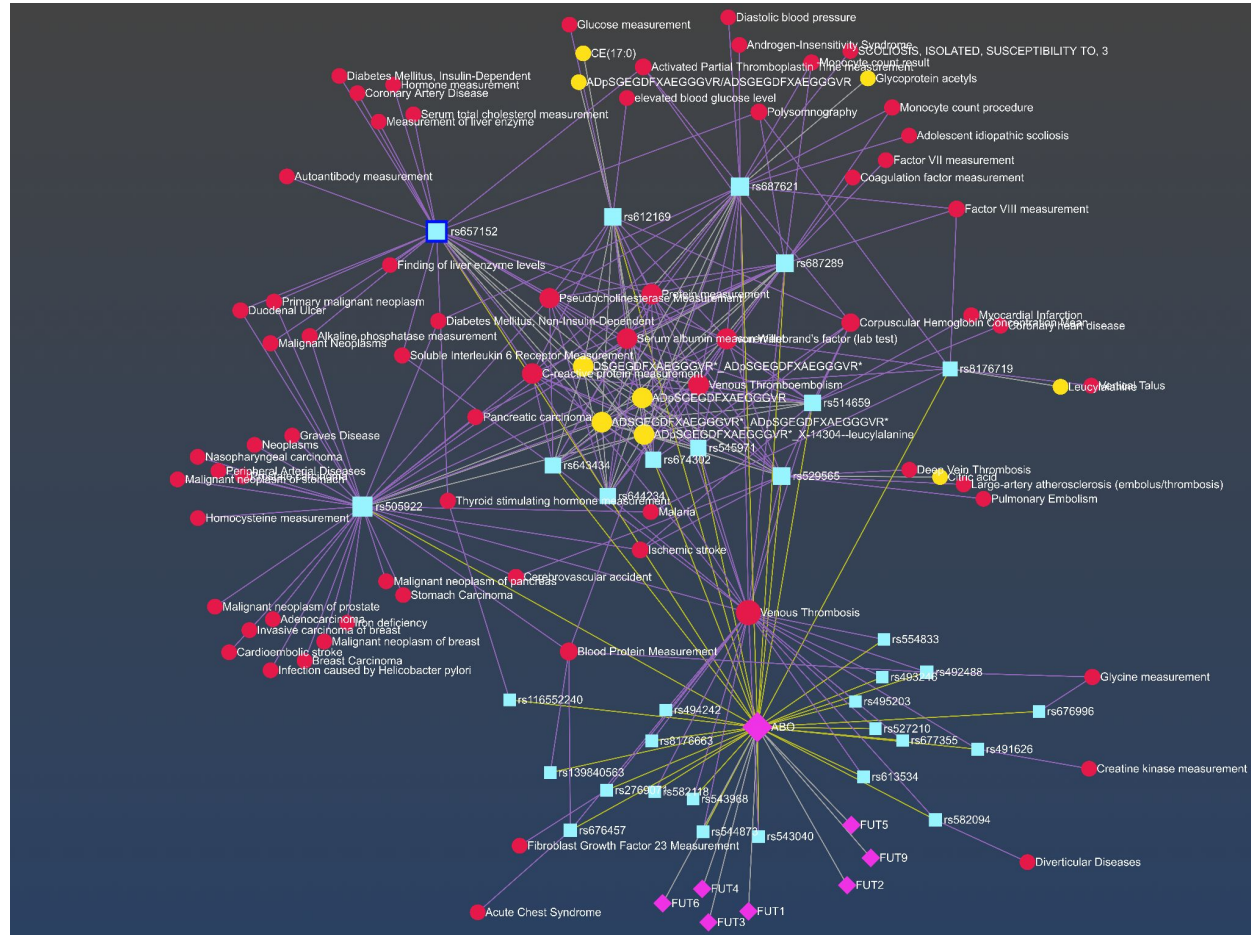 Diastolic blood pressure
Glucose measurement
Androgen-Insensitivity Syndrome
SCOLIOSIS, ISOLATED, SUSCEPTIBILITY TO, 3
CE(17:0)
Activated Partial Thromboplastin Time measurement
Monocyte count result
Diabetes Mellitus, Insulin-Dependent
Hormone measurement
ADpSGEGDFXAEGGGVR/ADSGEGDFXAEGGGVR
Glycoprotein acetyls
Coronary Artery Disease
elevated blood glucose level
Monocyte count procedure
Serum total cholesterol measurement
Polysomnography
Measurement of liver enzyme
Adolescent idiopathic scoliosis
Factor VII measurement
Autoantibody measurement
Coagulation factor measurement
rs687621
Factor VIII measurement
rs612169
rs657152
Finding of liver enzyme levels
rs687289
Protein measurement
Pseudocholinesterase Measurement
Primary malignant neoplasm
Duodenal Ulcer
Myocardial Infarction
Diabetes Mellitus, Non-Insulin-Dependent
Corpuscular Hemoglobin Concentration Mean
Coronary heart disease
Alkaline phosphatase measurement
Serum albumin measurement
von Willebrand's factor (lab test)
Malignant Neoplasms
Soluble Interleukin 6 Receptor Measurement
ADSGEGDFXAEGGGVR*_ADpSGEGDFXAEGGGVR*
rs8176719
C-reactive protein measurement
Venous Thromboembolism
Leucylalanine
Vertical Talus
ADpSGEGDFXAEGGGVR
rs514659
Pancreatic carcinoma
ADSGEGDFXAEGGGVR*_ADpSGEGDFXAEGGGVR*
Graves Disease
ADpSGEGDFXAEGGGVR*_X-14304--leucylalanine
Neoplasms
rs545971
Nasopharyngeal carcinoma
rs674302
rs643434
Peripheral Arterial Diseases
Deep Vein Thrombosis
Malignant neoplasm of stomach
rs529565
Citric acid
Large-artery atherosclerosis (embolus/thrombosis)
rs644234
Pulmonary Embolism
Thyroid stimulating hormone measurement
rs505922
Malaria
Homocysteine measurement
Ischemic stroke
Cerebrovascular accident
Malignant neoplasm of pancreas
Stomach Carcinoma
Malignant neoplasm of prostate
Venous Thrombosis
Adenocarcinoma
Iron deficiency
Invasive carcinoma of breast
rs554833
Malignant neoplasm of breast
Cardioembolic stroke
Blood Protein Measurement
Breast Carcinoma
Infection caused by Helicobacter pylori
rs492488
rs493246
Glycine measurement
rs116552240
rs495203
rs494242
rs676996
ABO
rs527210
rs8176663
rs677355
rs491626
rs139840563
Creatine kinase measurement
rs613534
rs2769071
rs582118
rs543968
rs582094
FUT5
rs676457
rs544873
rs543040
Fibroblast Growth Factor 23 Measurement
FUT9
Diverticular Diseases
FUT2
FUT4
FUT6
FUT1
Acute Chest Syndrome
FUT3